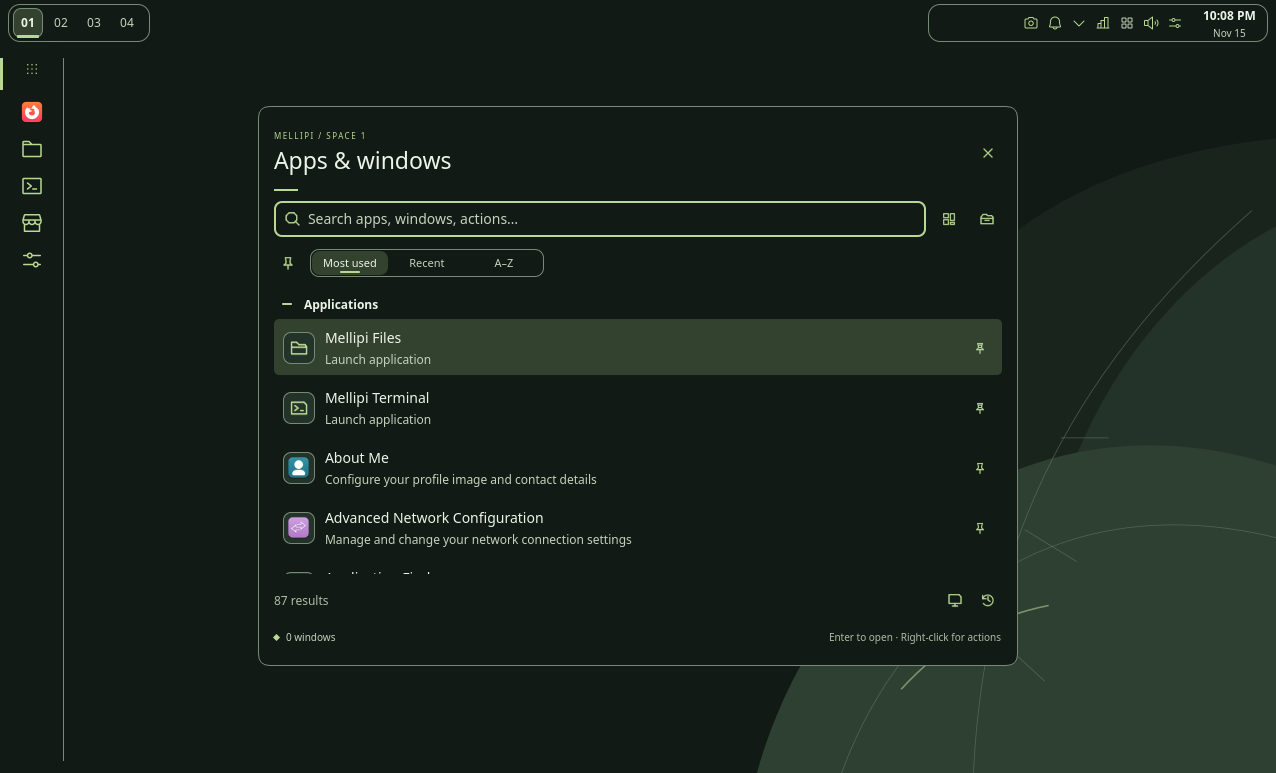 01 02 03 04
10:08 PM
Nov 15
MELLIPI / SPACE 1
Apps & windows
Search apps, windows, actions...
Most used Recent A–Z
Applications
Mellipi Files
Launch application
Mellipi Terminal
Launch application
About Me
Configure your profile image and contact details
Advanced Network Configuration
Manage and change your network connection settings
87 results
0 windows
Enter to open · Right-click for actions